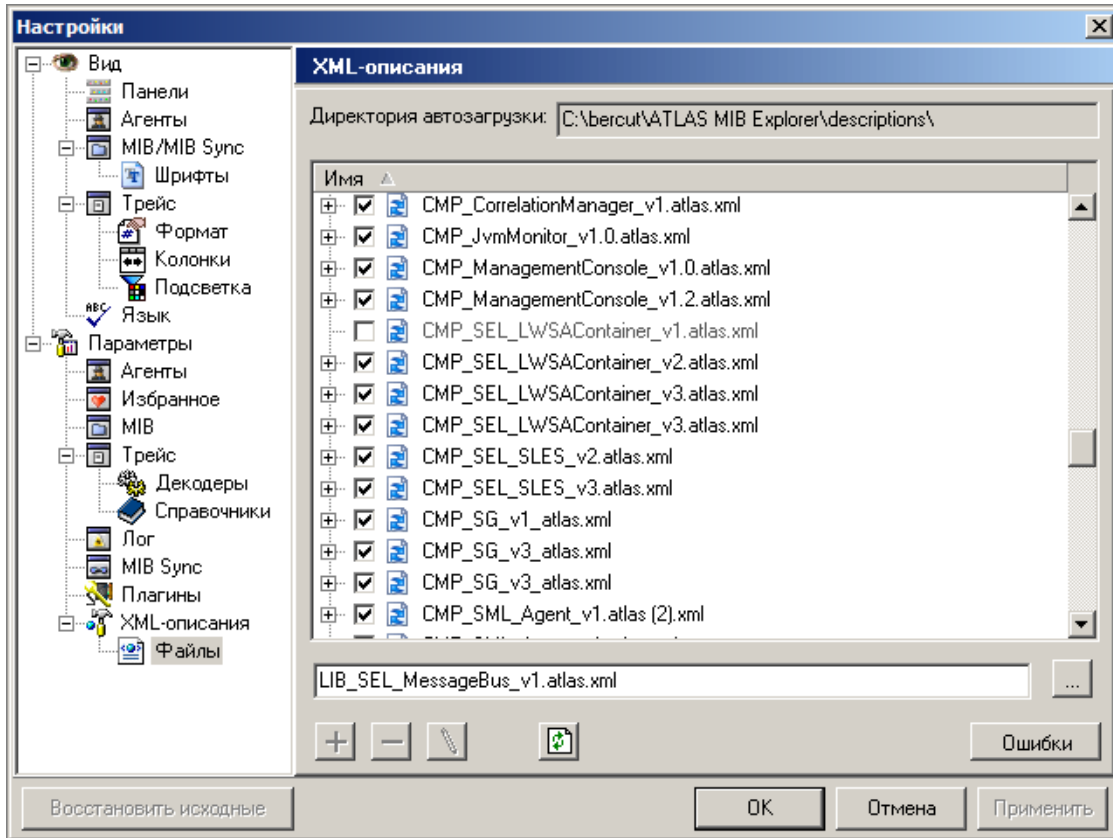 Настройки
Вид
Панели
Агенты
MIB/MIB Sync
Шрифты
Трейс
Формат
Колонки
Подсветка
Язык
Параметры
Агенты
Избранное
MIB
Трейс
Декодеры
Справочники
Лог
MIB Sync
Плагины
XML-описания
Файлы
XML-описания
Директория автозагрузки: C:\bercut\ATLAS MIB Explorer\descriptions\
Имя
CMP_CorrelationManager_v1.atlas.xml
CMP_JvmMonitor_v1.0.atlas.xml
CMP_ManagementConsole_v1.0.atlas.xml
CMP_ManagementConsole_v1.2.atlas.xml
CMP_SEL_LWSAContainer_v1.atlas.xml
CMP_SEL_LWSAContainer_v2.atlas.xml
CMP_SEL_LWSAContainer_v3.atlas.xml
CMP_SEL_LWSAContainer_v3.atlas.xml
CMP_SEL_SLES_v2.atlas.xml
CMP_SEL_SLES_v3.atlas.xml
CMP_SG_v1_atlas.xml
CMP_SG_v3_atlas.xml
CMP_SG_v3_atlas.xml
CMP_SML_Agent_v1.atlas (2).xml
LIB_SEL_MessageBus_v1.atlas.xml
...
Ошибки
Восстановить исходные
OK
Отмена
Применить